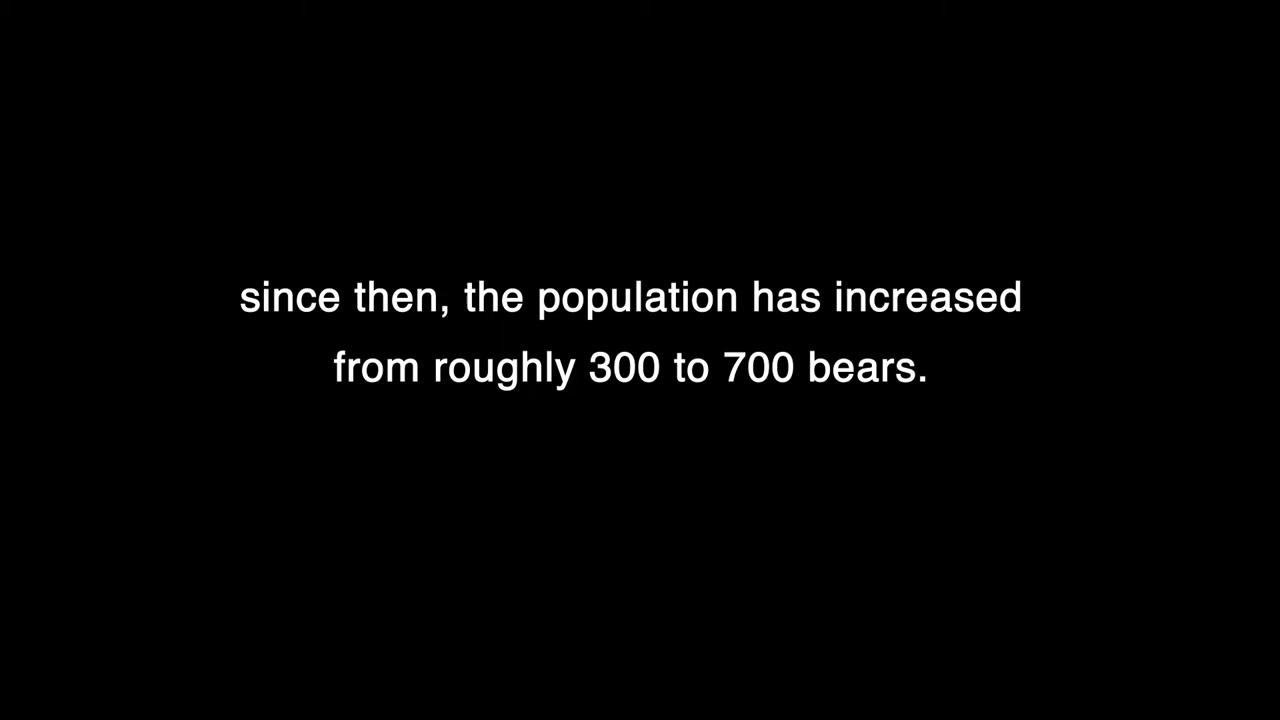 since then, the population has increased
from roughly 300 to 700 bears.